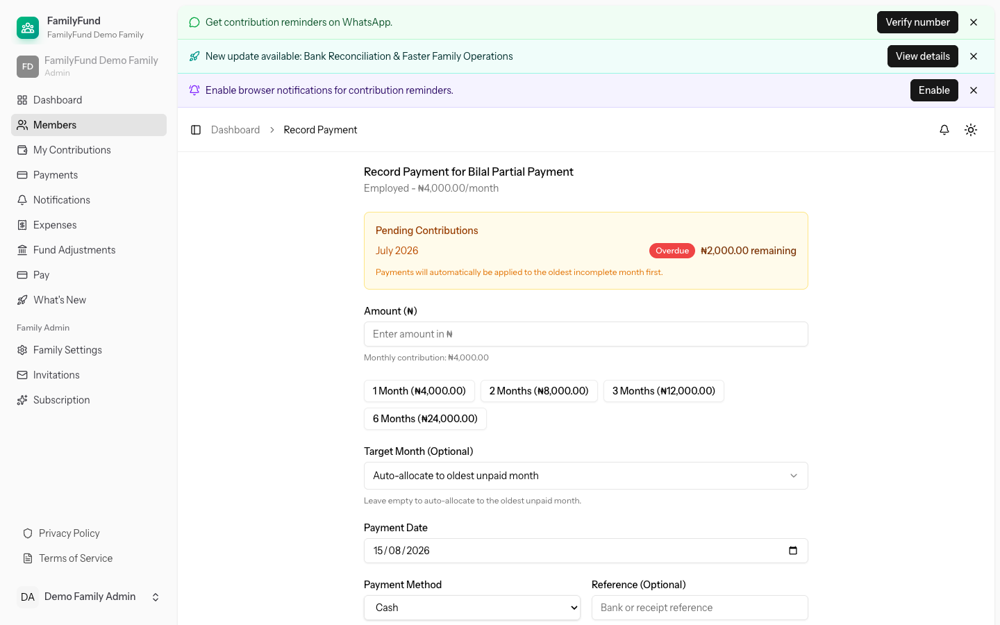 FamilyFund
FamilyFund Demo Family
FD
FamilyFund Demo Family
Admin
Dashboard
Members
My Contributions
Payments
Notifications
Expenses
Fund Adjustments
Pay
What's New
Family Admin
Family Settings
Invitations
Subscription
Privacy Policy
Terms of Service
DA Demo Family Admin
Get contribution reminders on WhatsApp. Verify number
New update available: Bank Reconciliation & Faster Family Operations View details
Enable browser notifications for contribution reminders. Enable
Dashboard Record Payment
Record Payment for Bilal Partial Payment
Employed - ₦4,000.00/month
Pending Contributions
July 2026 Overdue ₦2,000.00 remaining
Payments will automatically be applied to the oldest incomplete month first.
Amount (₦)
Enter amount in ₦
Monthly contribution: ₦4,000.00
1 Month (₦4,000.00) 2 Months (₦8,000.00) 3 Months (₦12,000.00)
6 Months (₦24,000.00)
Target Month (Optional)
Auto-allocate to oldest unpaid month
Leave empty to auto-allocate to the oldest unpaid month.
Payment Date
15/08/2026
Payment Method Reference (Optional)
Cash Bank or receipt reference